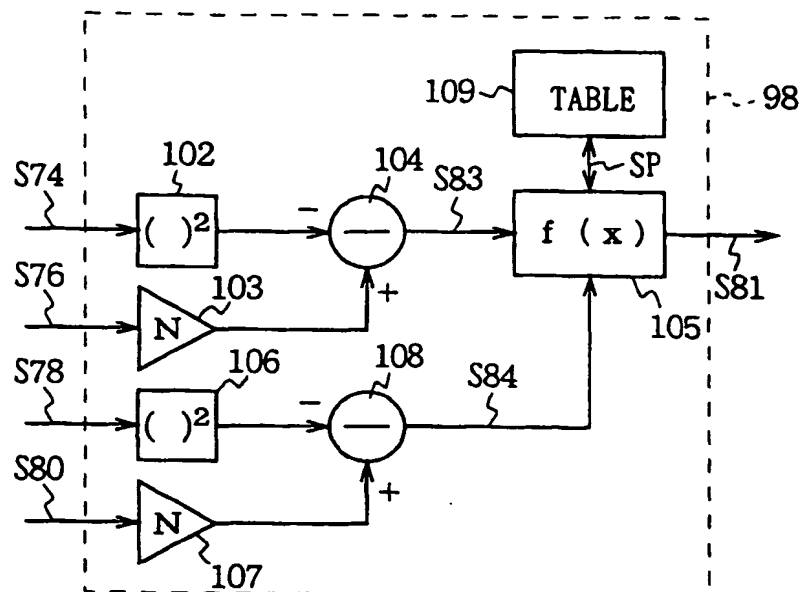 109
TABLE
98
102
104
SP
S74
S83
( )²
−
f (x)
S76
103
+
S81
N
105
S78
106
108
S84
( )²
−
S80
+
N
107